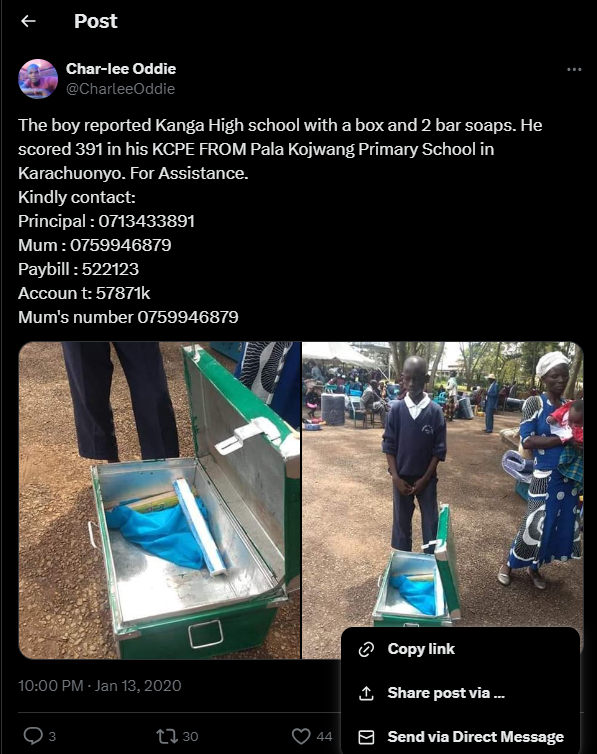 Post
Char-lee Oddie
@CharleeOddie
The boy reported Kanga High school with a box and 2 bar soaps. He
scored 391 in his KCPE FROM Pala Kojwang Primary School in
Karachuonyo. For Assistance.
Kindly contact:
Principal : 0713433891
Mum : 0759946879
Paybill : 522123
Accoun t: 57871k
Mum's number 0759946879
10:00 PM · Jan 13, 2020
3
30
44
Copy link
Share post via ...
Send via Direct Message